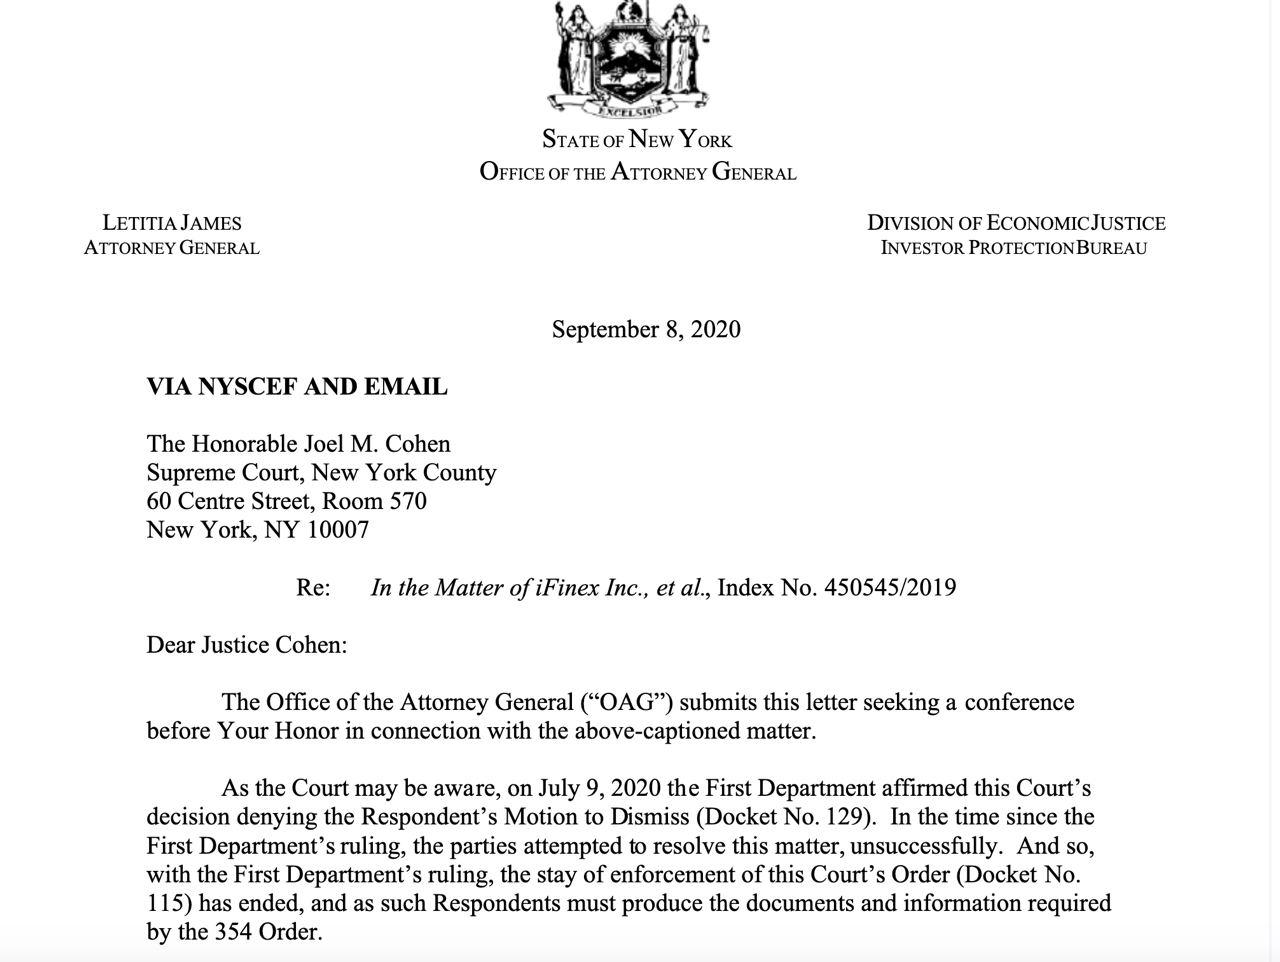 EXCELSIOR
STATE OF NEW YORK
OFFICE OF THE ATTORNEY GENERAL
LETITIA JAMES
ATTORNEY GENERAL
DIVISION OF ECONOMIC JUSTICE
INVESTOR PROTECTION BUREAU
September 8, 2020
VIA NYSCEF AND EMAIL
The Honorable Joel M. Cohen
Supreme Court, New York County
60 Centre Street, Room 570
New York, NY 10007
Re: In the Matter of iFinex Inc., et al., Index No. 450545/2019
Dear Justice Cohen:
The Office of the Attorney General (“OAG”) submits this letter seeking a conference
before Your Honor in connection with the above-captioned matter.
As the Court may be aware, on July 9, 2020 the First Department affirmed this Court’s
decision denying the Respondent’s Motion to Dismiss (Docket No. 129). In the time since the
First Department’s ruling, the parties attempted to resolve this matter, unsuccessfully. And so,
with the First Department’s ruling, the stay of enforcement of this Court’s Order (Docket No.
115) has ended, and as such Respondents must produce the documents and information required
by the 354 Order.